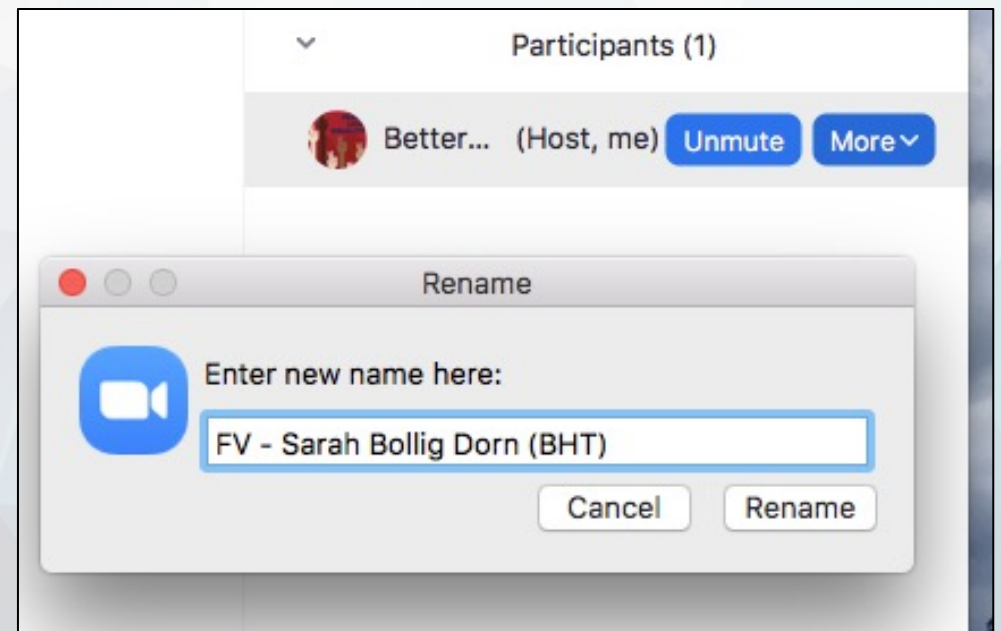 Participants (1)
Better... (Host, me) Unmute More
Rename
Enter new name here:
FV - Sarah Bollig Dorn (BHT)
Cancel Rename